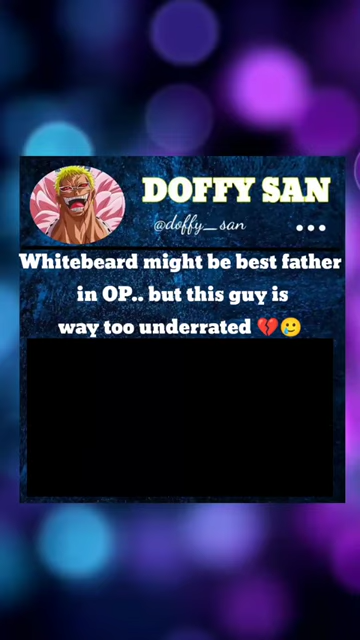 DOFFY SAN
@doffy_san
Whitebeard might be best father
in OP.. but this guy is
way too underrated 💔🥲